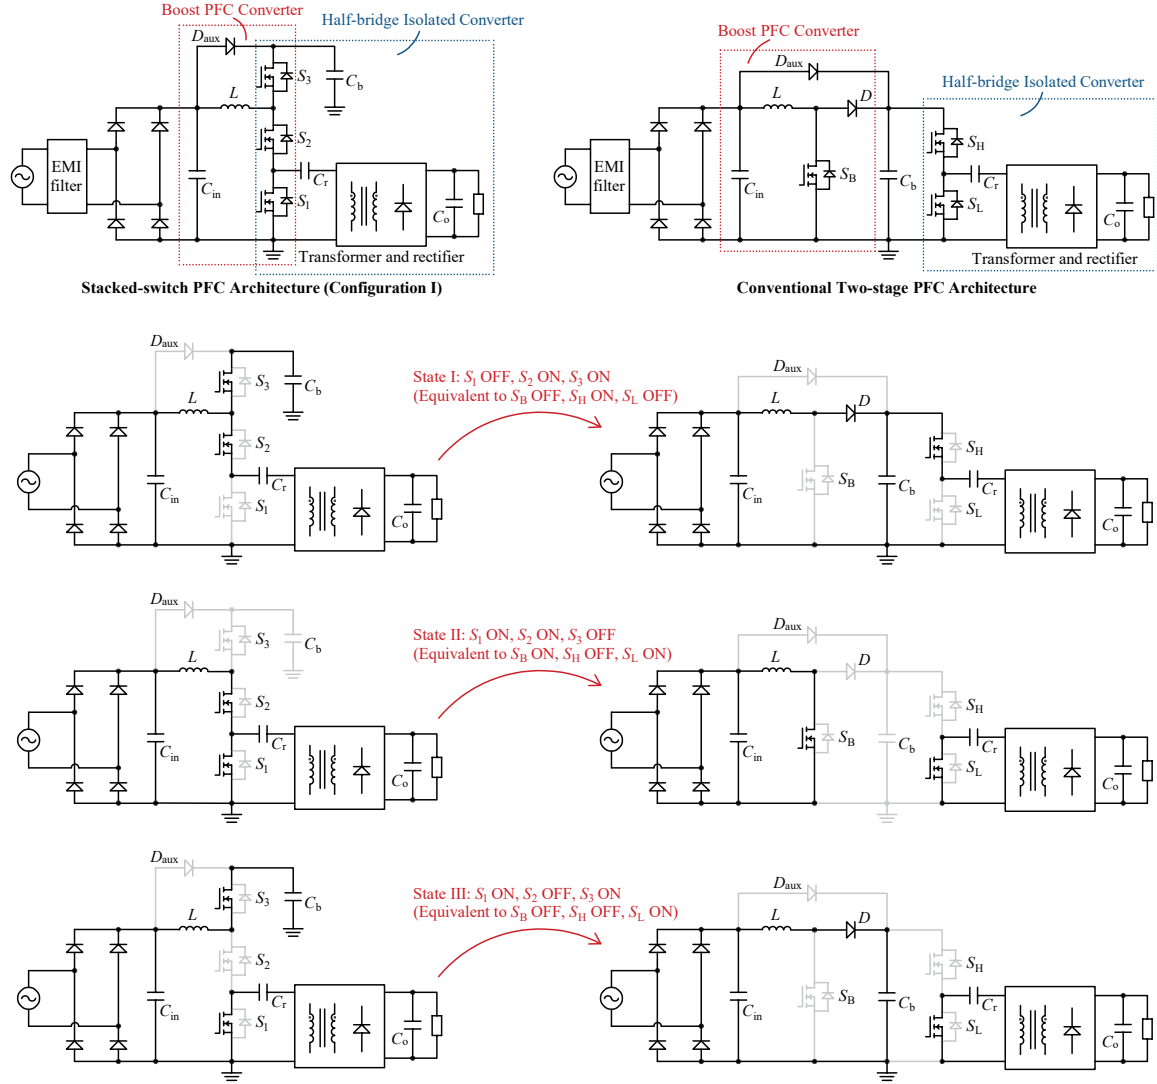 Boost PFC Converter
Half-bridge Isolated Converter
Daux
S3
Cb
L
S2
EMI
filter
Cin
Cr
S1
Co
Transformer and rectifier
Stacked-switch PFC Architecture (Configuration I)
Boost PFC Converter
Half-bridge Isolated Converter
Daux
L
D
SH
EMI
filter
Cin
SB
Cb
Cr
SL
Co
Transformer and rectifier
Conventional Two-stage PFC Architecture
Daux
S3
Cb
L
S2
Cin
Cr
S1
Co
State I: S1 OFF, S2 ON, S3 ON
(Equivalent to SB OFF, SH ON, SL OFF)
Daux
L
D
SH
Cin
SB
Cb
Cr
SL
Co
Daux
S3
Cb
L
S2
Cin
Cr
S1
Co
State II: S1 ON, S2 ON, S3 OFF
(Equivalent to SB ON, SH OFF, SL ON)
Daux
L
D
SH
Cin
SB
Cb
Cr
SL
Co
Daux
S3
Cb
L
S2
Cin
Cr
S1
Co
State III: S1 ON, S2 OFF, S3 ON
(Equivalent to SB OFF, SH OFF, SL ON)
Daux
L
D
SH
Cin
SB
Cb
Cr
SL
Co